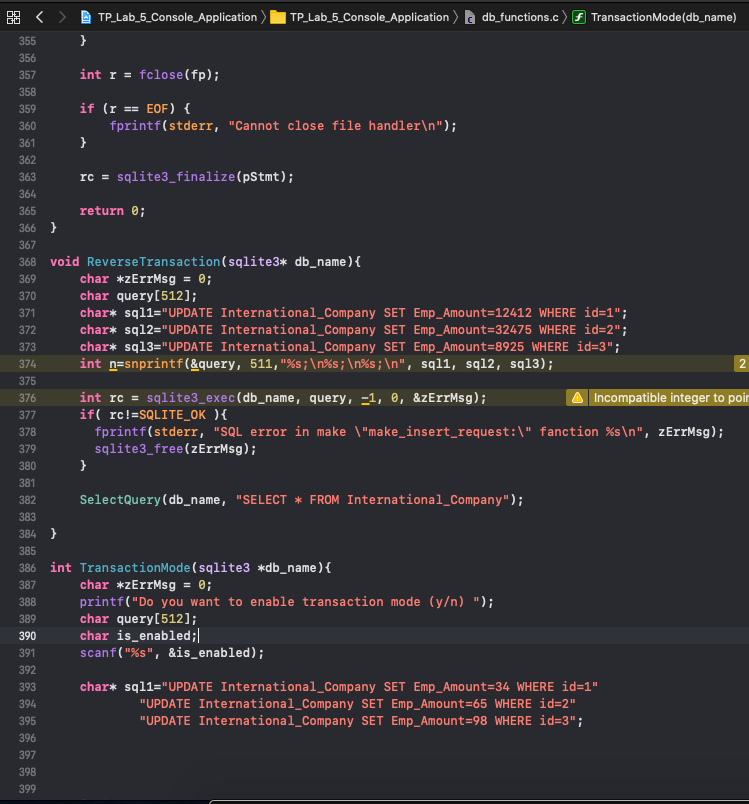 TP_Lab_5_Console_Application TP_Lab_5_Console_Application db_functions.c TransactionMode(db_name)
355 }
356
357 int r = fclose(fp);
358
359 if (r == EOF) {
360 fprintf(stderr, "Cannot close file handler\n");
361 }
362
363 rc = sqlite3_finalize(pStmt);
364
365 return 0;
366 }
367
368 void ReverseTransaction(sqlite3* db_name){
369 char *zErrMsg = 0;
370 char query[512];
371 char* sql1="UPDATE International_Company SET Emp_Amount=12412 WHERE id=1";
372 char* sql2="UPDATE International_Company SET Emp_Amount=32475 WHERE id=2";
373 char* sql3="UPDATE International_Company SET Emp_Amount=8925 WHERE id=3";
374 int n=snprintf(&query, 511,"%s;\n%s;\n%s;\n", sql1, sql2, sql3); 2
375
376 int rc = sqlite3_exec(db_name, query, -1, 0, &zErrMsg); Incompatible integer to poin
377 if( rc!=SQLITE_OK ){
378 fprintf(stderr, "SQL error in make \"make_insert_request:\" fanction %s\n", zErrMsg);
379 sqlite3_free(zErrMsg);
380 }
381
382 SelectQuery(db_name, "SELECT * FROM International_Company");
383
384 }
385
386 int TransactionMode(sqlite3 *db_name){
387 char *zErrMsg = 0;
388 printf("Do you want to enable transaction mode (y/n) ");
389 char query[512];
390 char is_enabled;
391 scanf("%s", &is_enabled);
392
393 char* sql1="UPDATE International_Company SET Emp_Amount=34 WHERE id=1"
394 "UPDATE International_Company SET Emp_Amount=65 WHERE id=2"
395 "UPDATE International_Company SET Emp_Amount=98 WHERE id=3";
396
397
398
399